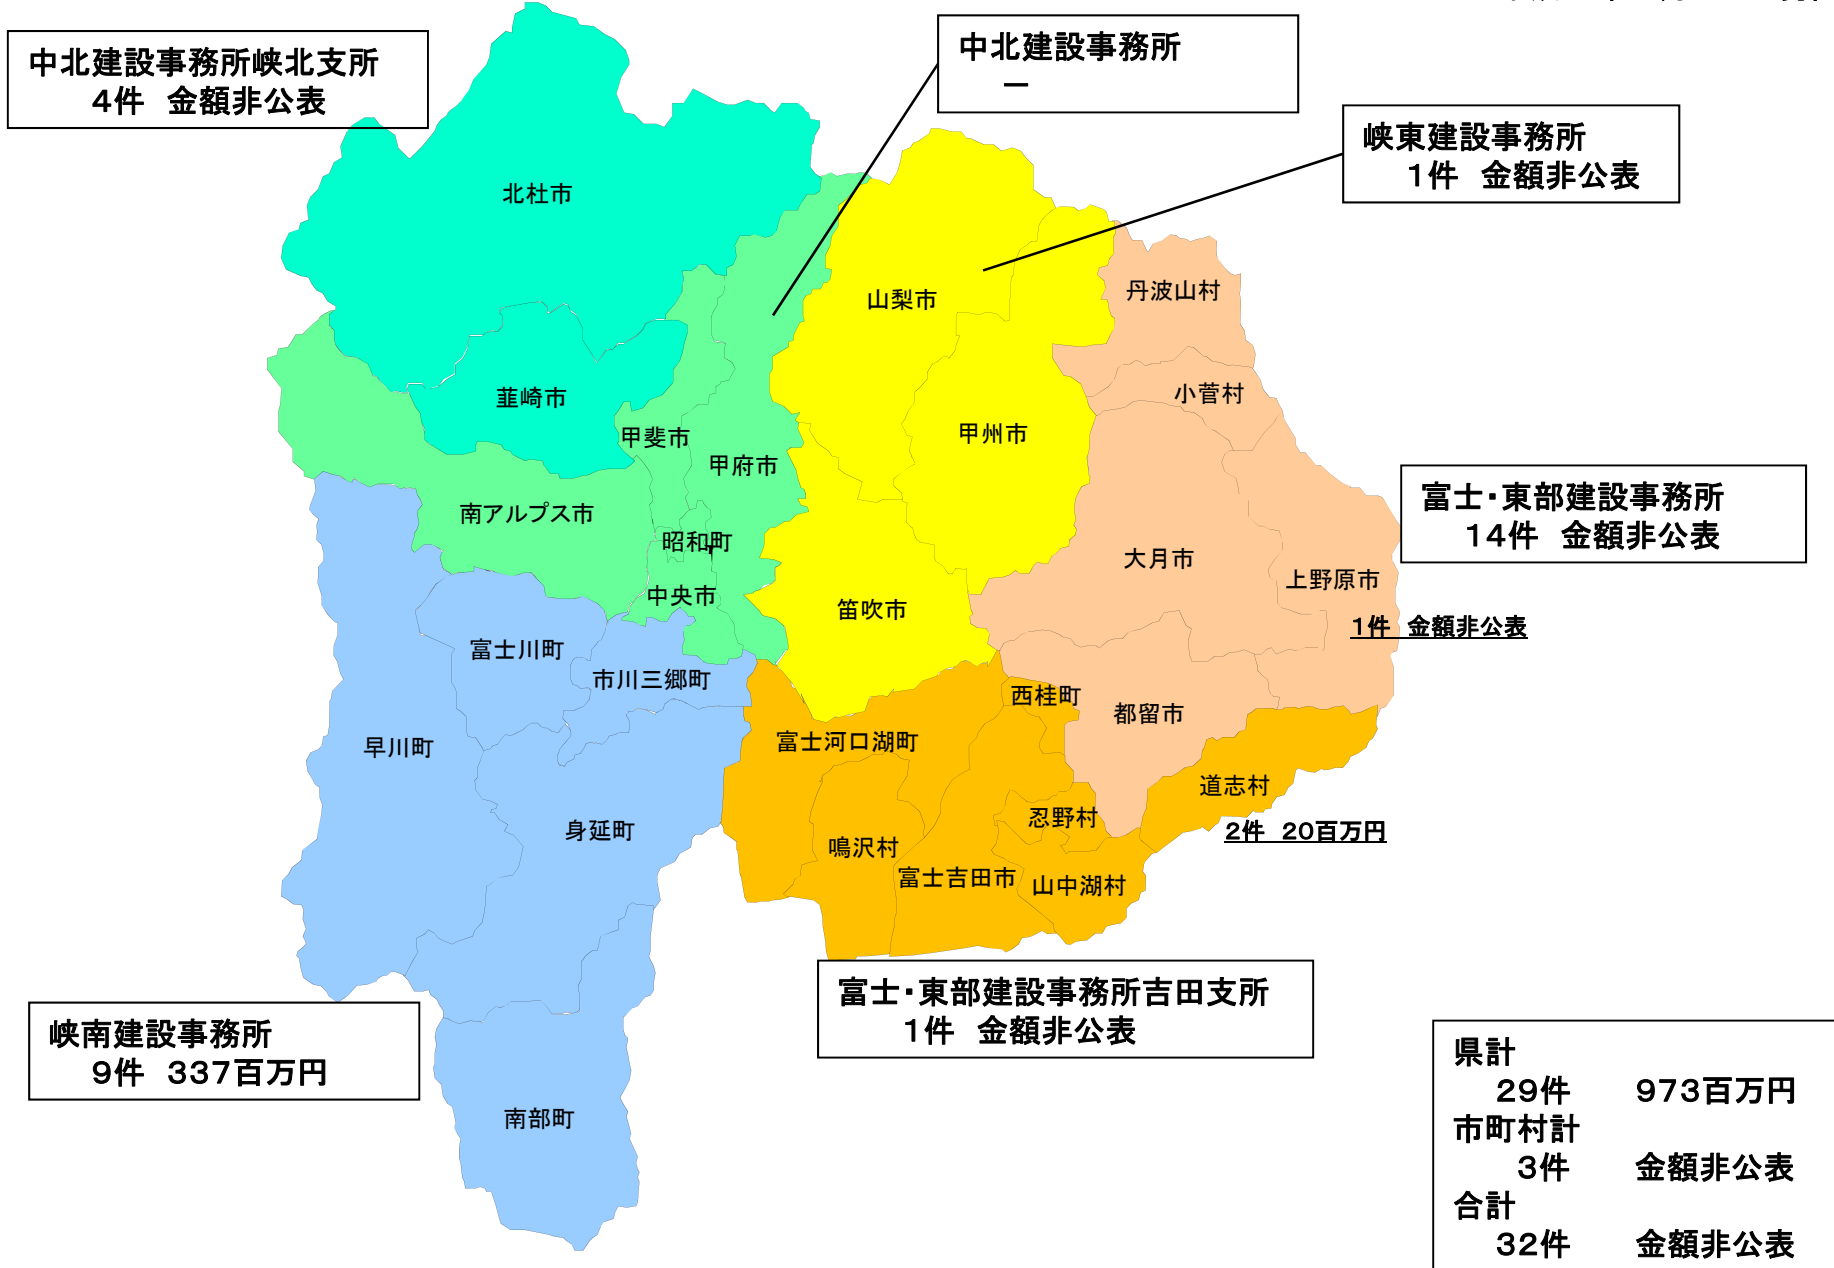 中北建設事務所峡北支所
4件 金額非公表
中北建設事務所
ー
峡東建設事務所
1件 金額非公表
北杜市
山梨市
丹波山村
小菅村
韮崎市
甲斐市
甲府市
甲州市
南アルプス市
昭和町
中央市
笛吹市
大月市
上野原市
富士・東部建設事務所
14件 金額非公表
1件 金額非公表
富士川町
市川三郷町
西桂町
都留市
早川町
富士河口湖町
道志村
2件 20百万円
身延町
鳴沢村
忍野村
富士吉田市
山中湖村
富士・東部建設事務所吉田支所
1件 金額非公表
峡南建設事務所
9件 337百万円
南部町
県計
29件 973百万円
市町村計
3件 金額非公表
合計
32件 金額非公表